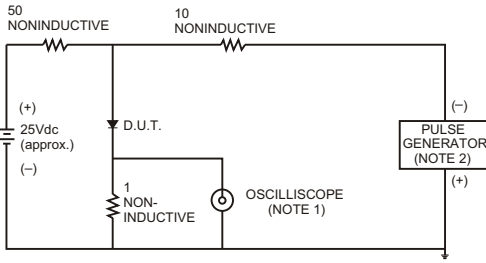 50
NONINDUCTIVE
10
NONINDUCTIVE
(+)
25Vdc
(approx.)
(–)
D.U.T.
1
NON-
INDUCTIVE
OSCILLISCOPE
(NOTE 1)
(–)
PULSE
GENERATOR
(NOTE 2)
(+)